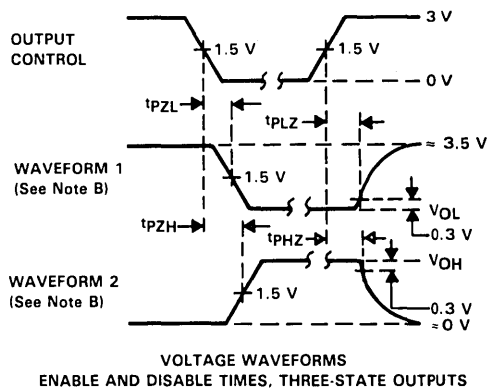 OUTPUT
CONTROL
3 V
1.5 V
1.5 V
0 V
tPZL
tPLZ
≈ 3.5 V
WAVEFORM 1
(See Note B)
1.5 V
VOL
0.3 V
tPZH
tPHZ
VOH
WAVEFORM 2
(See Note B)
1.5 V
0.3 V
≈0 V
VOLTAGE WAVEFORMS
ENABLE AND DISABLE TIMES, THREE-STATE OUTPUTS